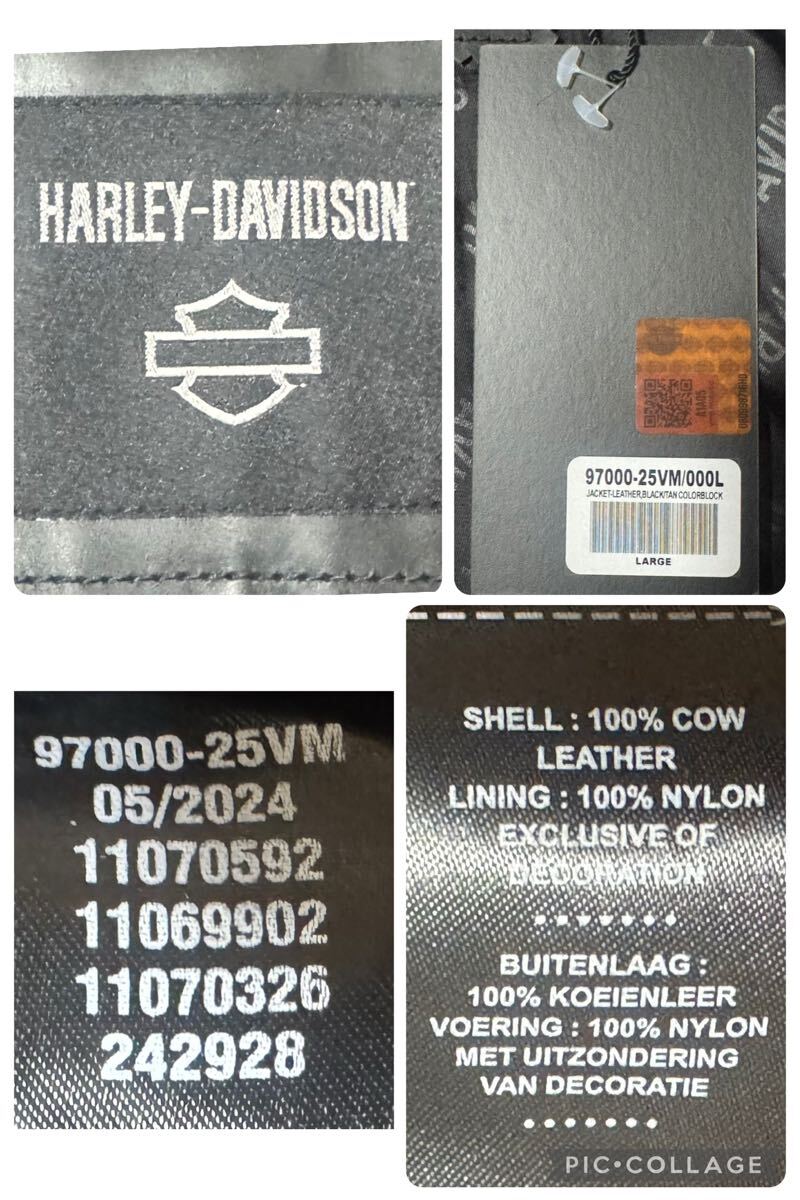 HARLEY-DAVIDSON
97000-25VM/000L
JACKET-LEATHER,BLACK/TAN COLORBLOCK
LARGE
97000-25VM
05/2024
11070592
11069902
11070326
242928
SHELL : 100% COW
LEATHER
LINING : 100% NYLON
EXCLUSIVE OF
DECORATION
BUITENLAAG :
100% KOEIENLEER
VOERING : 100% NYLON
MET UITZONDERING
VAN DECORATIE
PIC•COLLAGE